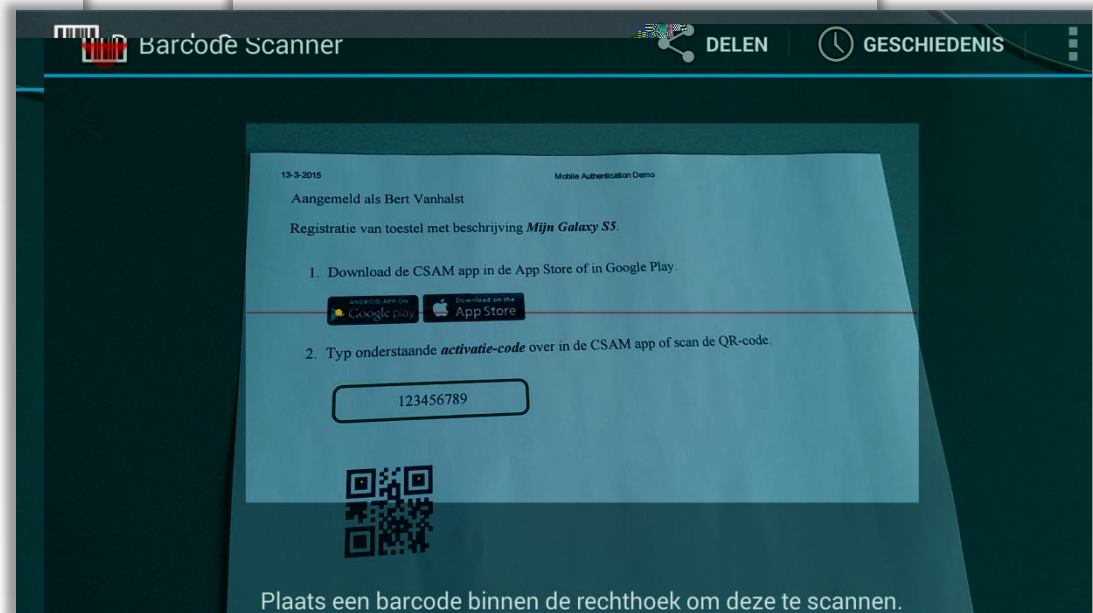 Barcode Scanner
DELEN
GESCHIEDENIS
13-3-2015
Mobile Authentication Demo
Aangemeld als Bert Vanhalst
Registratie van toestel met beschrijving Mijn Galaxy S5.
1. Download de CSAM app in de App Store of in Google Play.
ANDROID APP ON
Google play
Download on the
App Store
2. Typ onderstaande activatie-code over in de CSAM app of scan de QR-code.
123456789
Plaats een barcode binnen de rechthoek om deze te scannen.